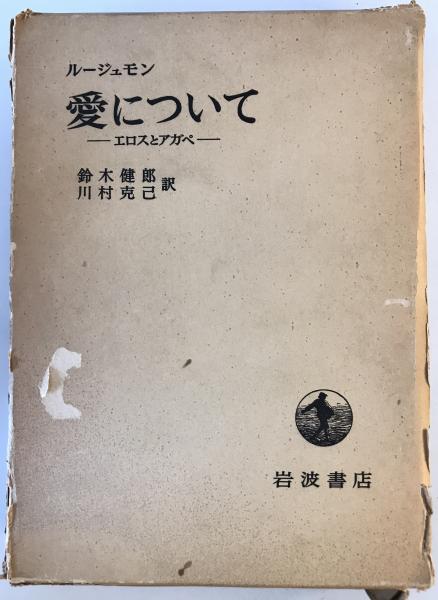 ルージュモン
愛について
―エロスとアガペ―
鈴木健郎
川村克己
訳
岩波書店